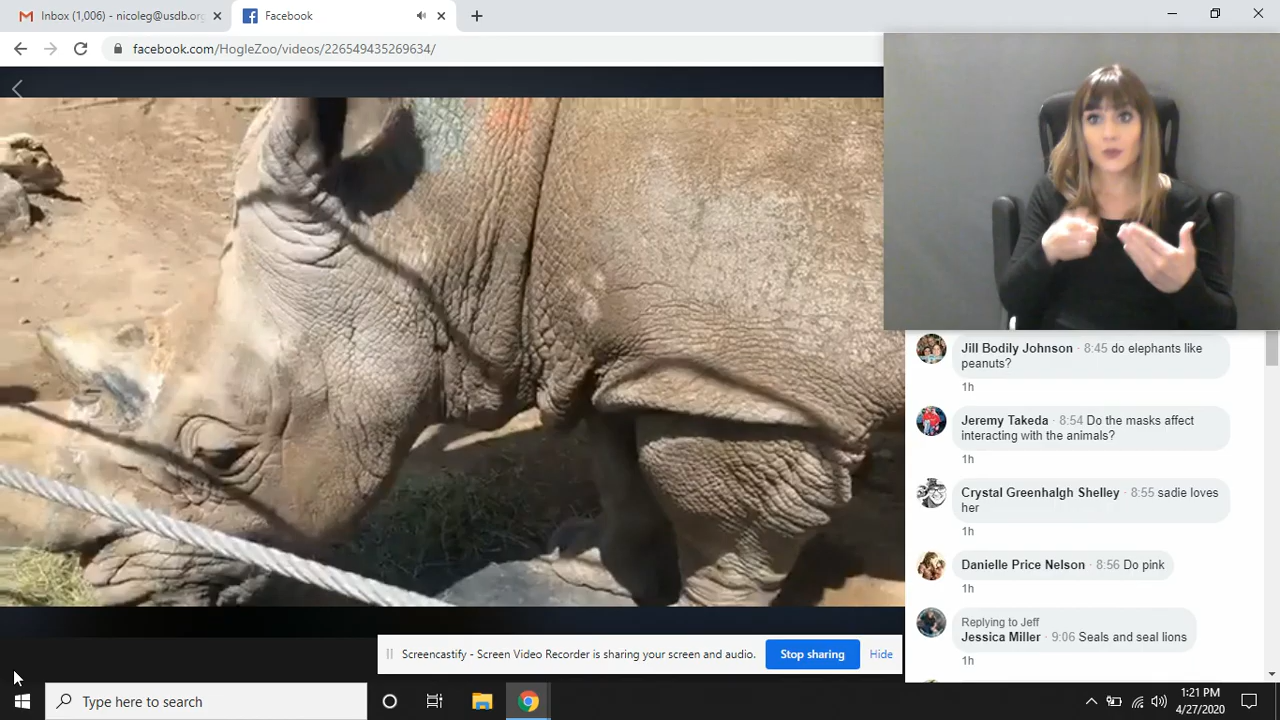 Inbox (1,006) - nicoleg@usdb.org
Facebook
facebook.com/HogleZoo/videos/226549435269634/
Jill Bodily Johnson · 8:45 do elephants like
peanuts?
1h
Jeremy Takeda · 8:54 Do the masks affect
interacting with the animals?
1h
Crystal Greenhalgh Shelley · 8:55 sadie loves
her
1h
Danielle Price Nelson · 8:56 Do pink
1h
Replying to Jeff
Jessica Miller · 9:06 Seals and seal lions
1h
Screencastify - Screen Video Recorder is sharing your screen and audio.
Stop sharing
Hide
Type here to search
1:21 PM
4/27/2020